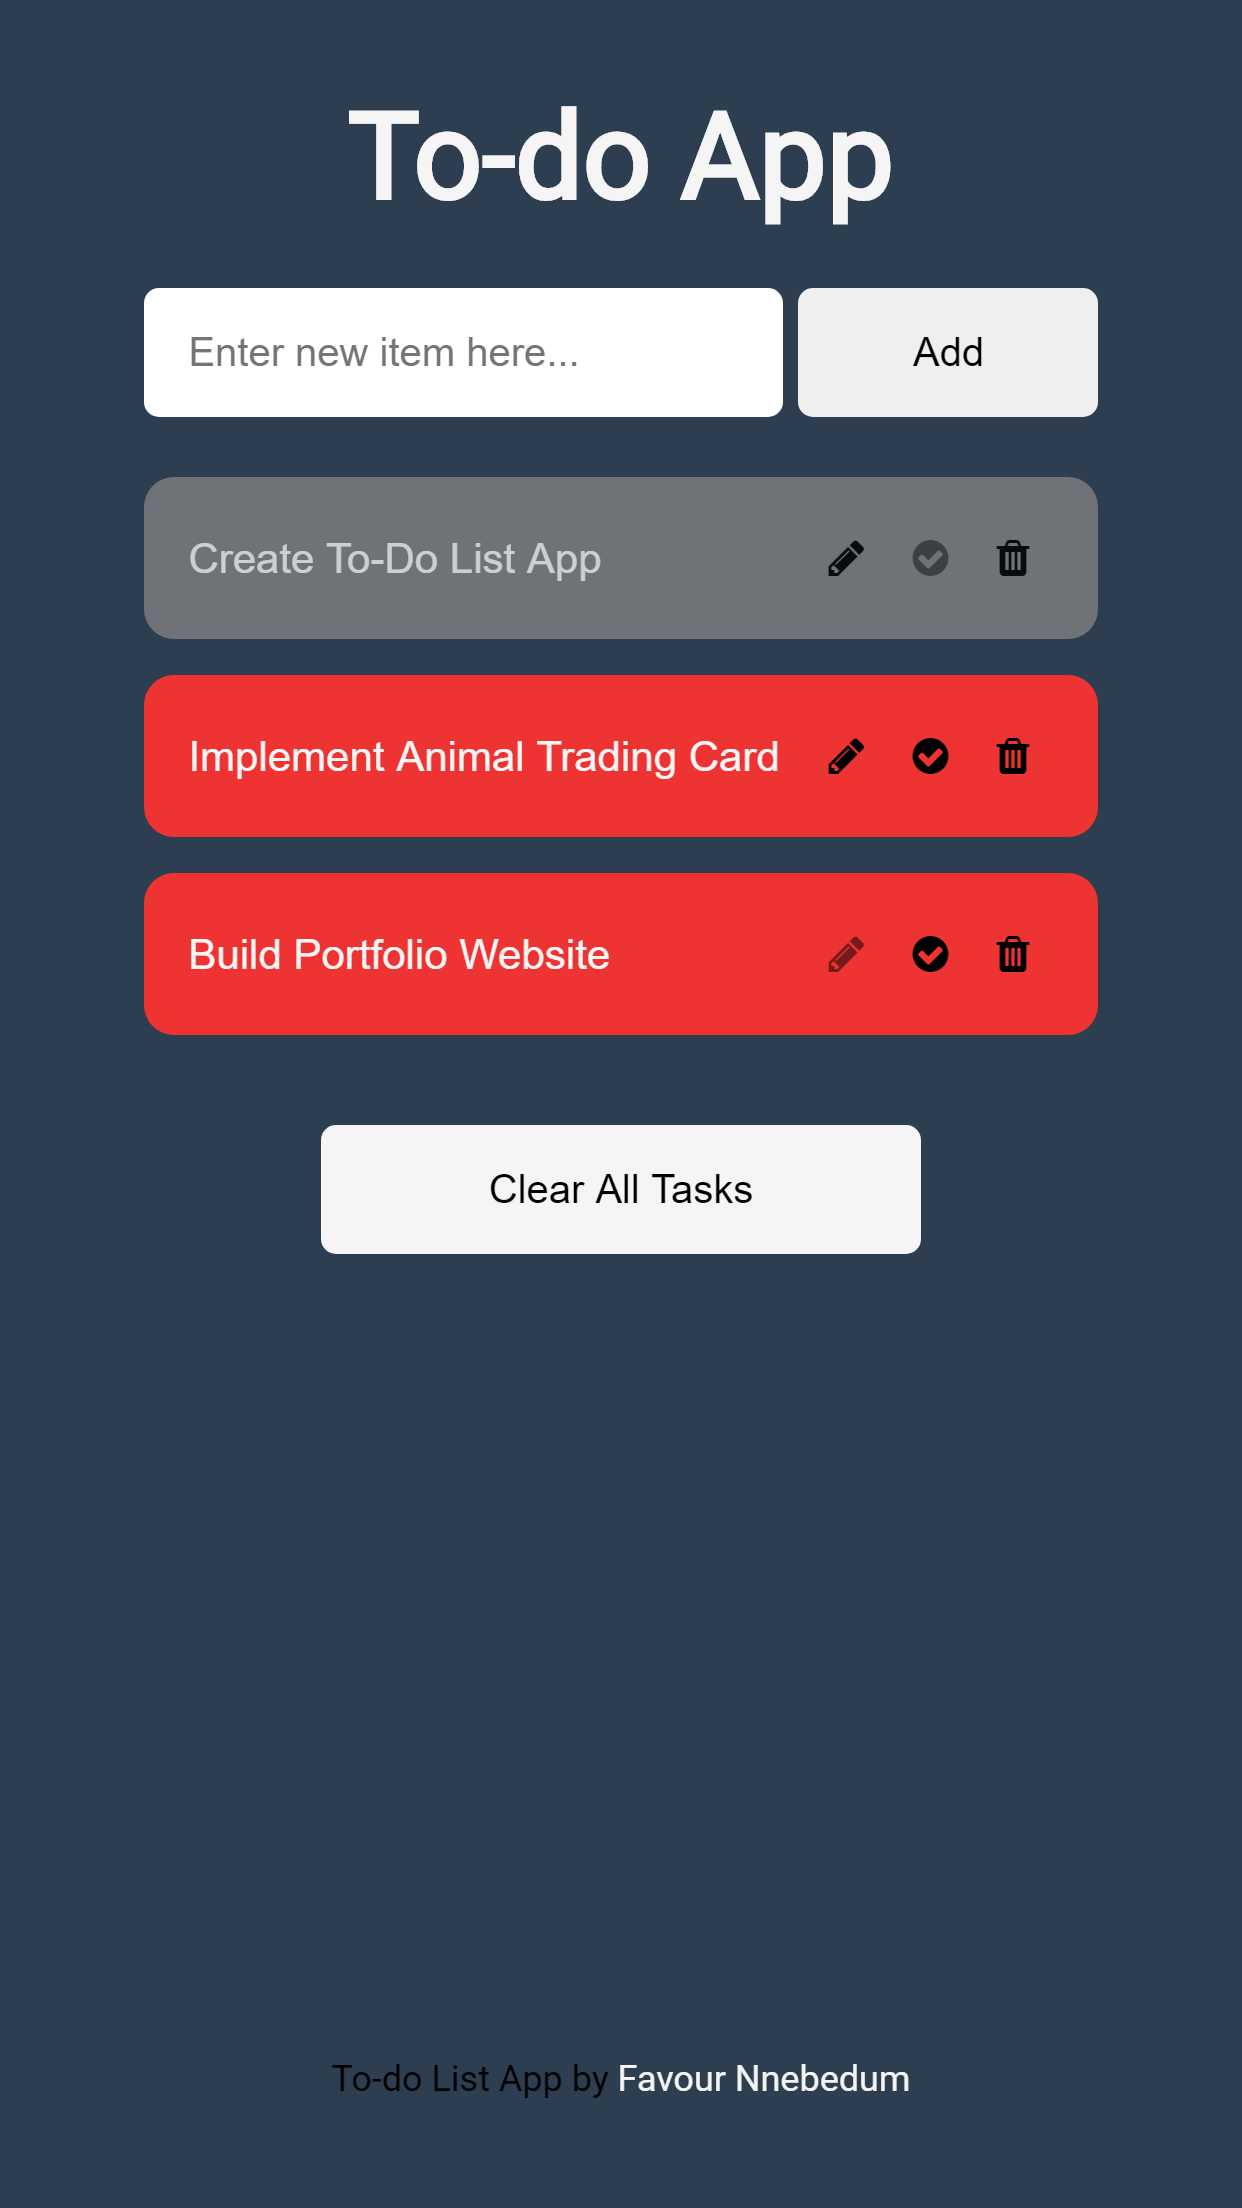 To-do App
Enter new item here...
Add
Create To-Do List App
Implement Animal Trading Card
Build Portfolio Website
Clear All Tasks
To-do List App by Favour Nnebedum